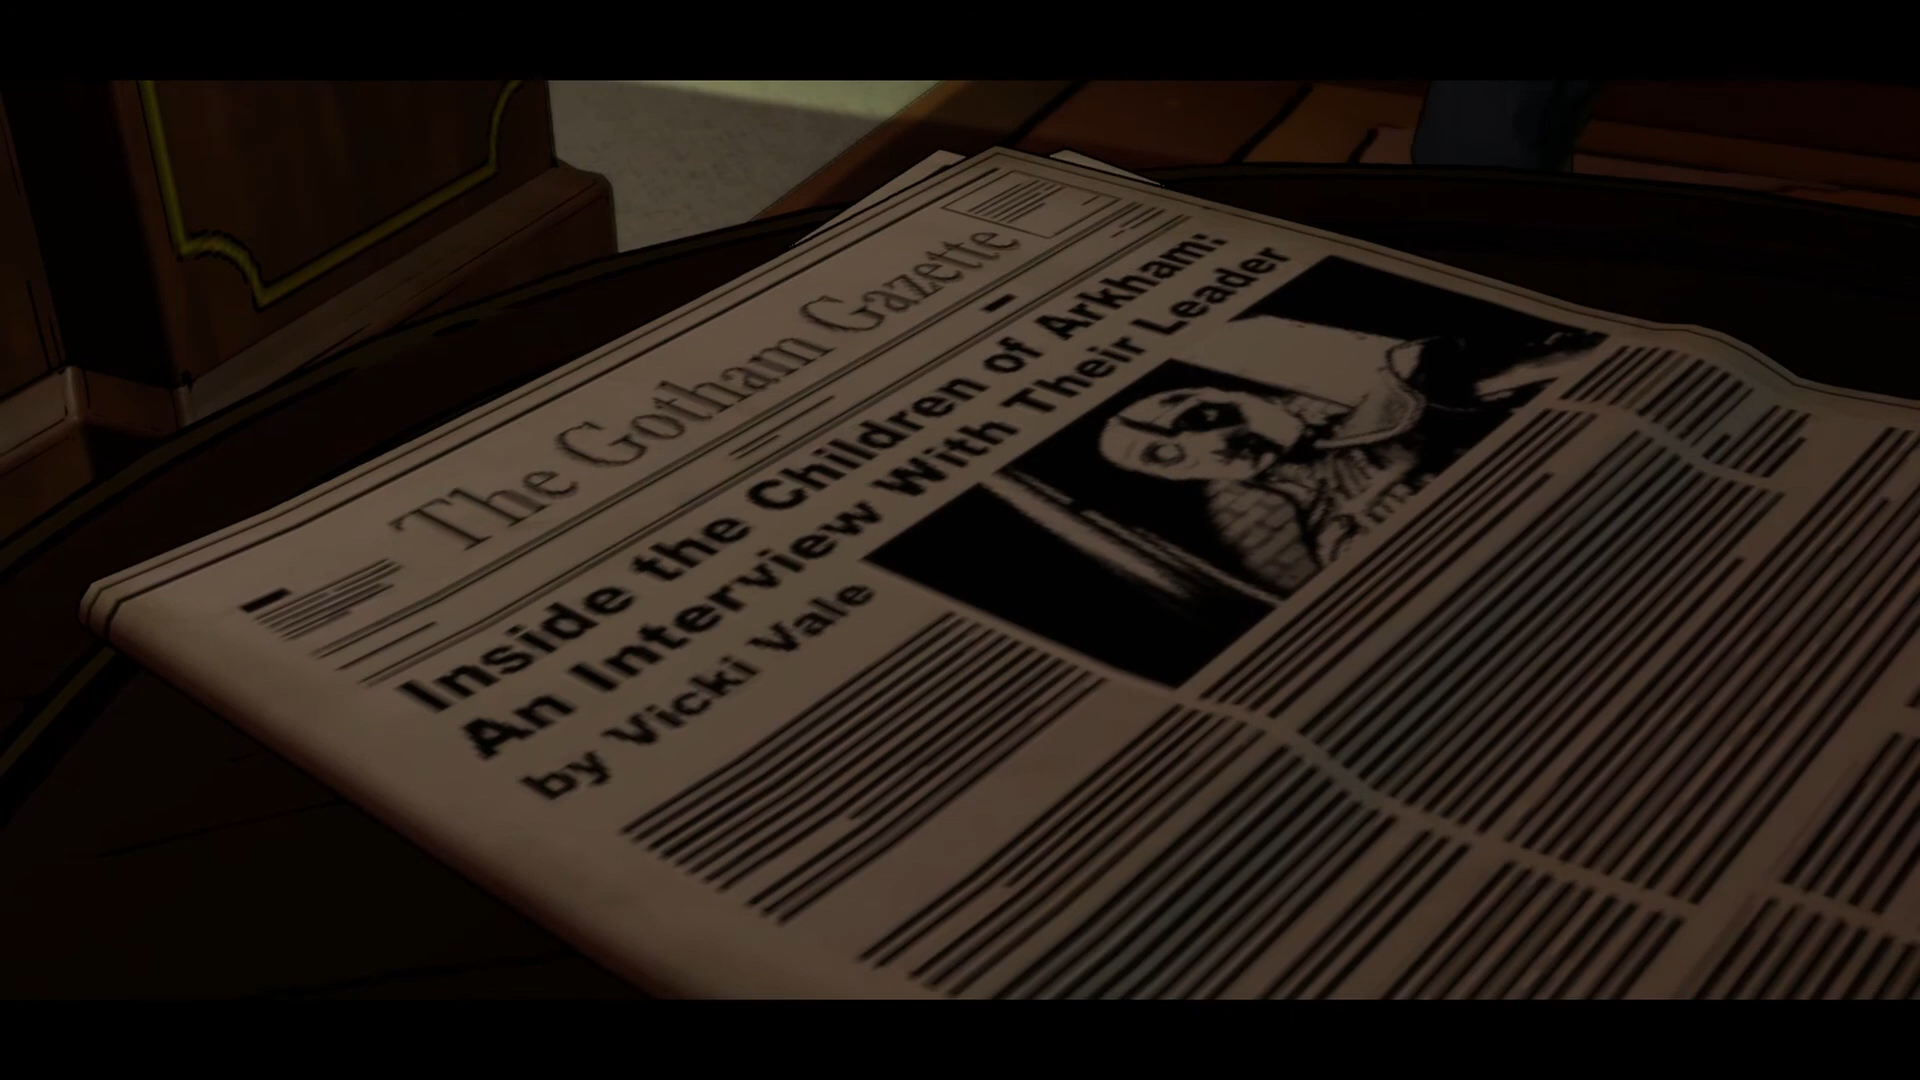 The Gotham Gazette
Inside the Children of Arkham:
An Interview With Their Leader
by Vicki Vale